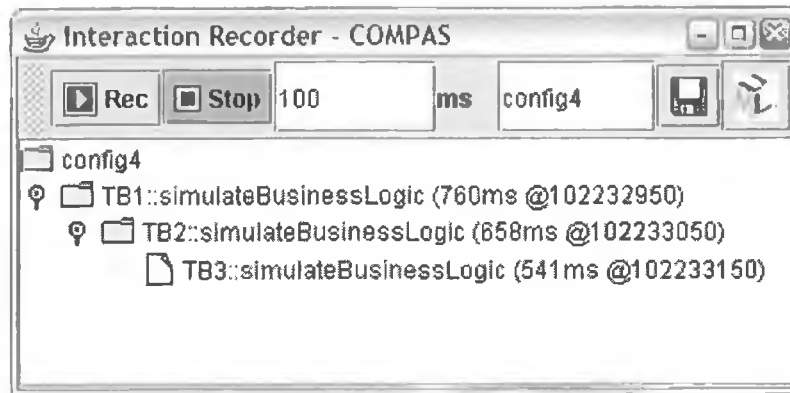 Interaction Recorder - COMPAS
Rec Stop 100 ms config4
config4
TB1::simulateBusinessLogic (760ms @102232950)
TB2::simulateBusinessLogic (658ms @102233050)
TB3::simulateBusinessLogic (541ms @102233150)